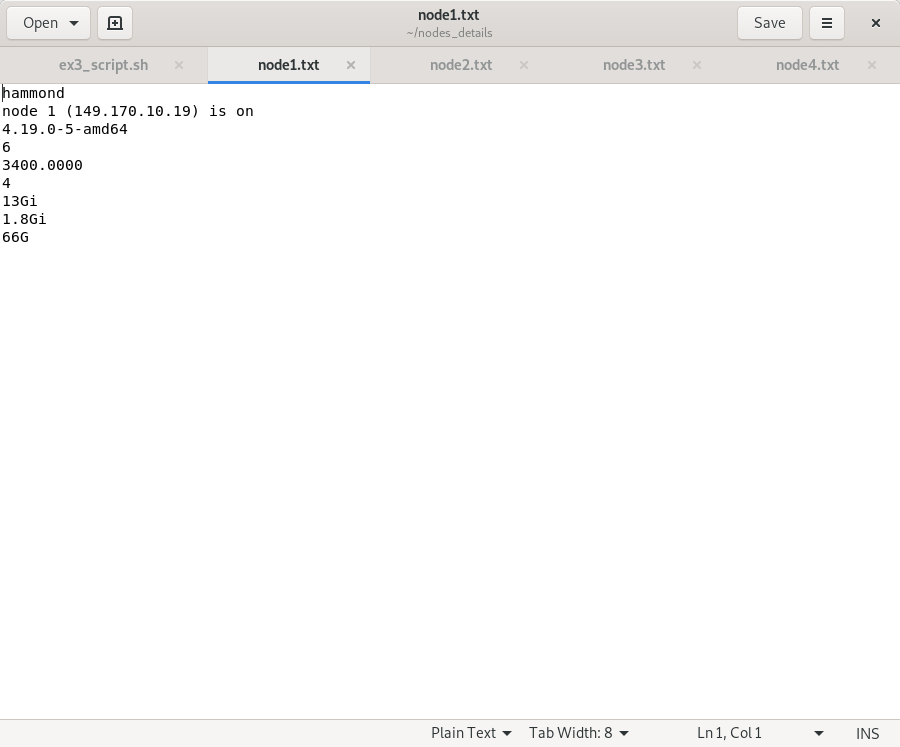 Open
node1.txt
~/nodes_details
Save
ex3_script.sh
node1.txt
node2.txt
node3.txt
node4.txt
hammond
node 1 (149.170.10.19) is on
4.19.0-5-amd64
6
3400.0000
4
13Gi
1.8Gi
66G
Plain Text
Tab Width: 8
Ln 1, Col 1
INS